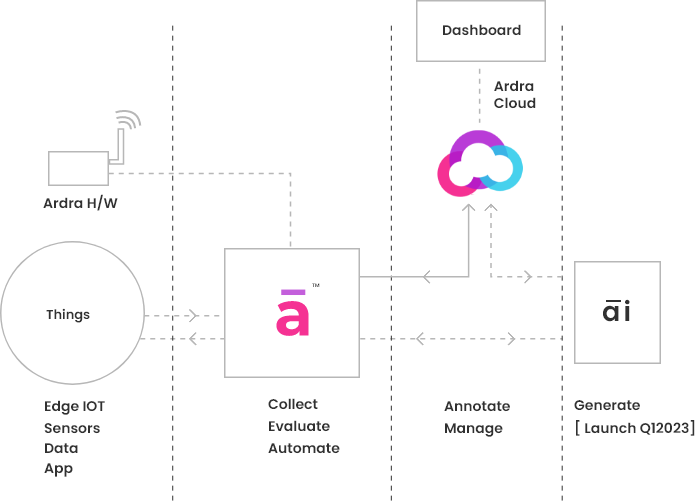 Dashboard
Ardra
Cloud
Ardra H/W
Things
ā™
āi
Edge IOT
Sensors
Data
App
Collect
Evaluate
Automate
Annotate
Manage
Generate
[ Launch Q12023]